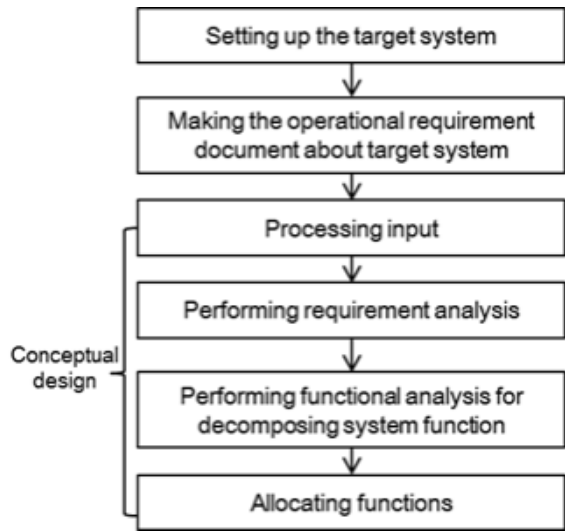 Setting up the target system
Making the operational requirement
document about target system
Processing input
Performing requirement analysis
Conceptual
design
Performing functional analysis for
decomposing system function
Allocating functions